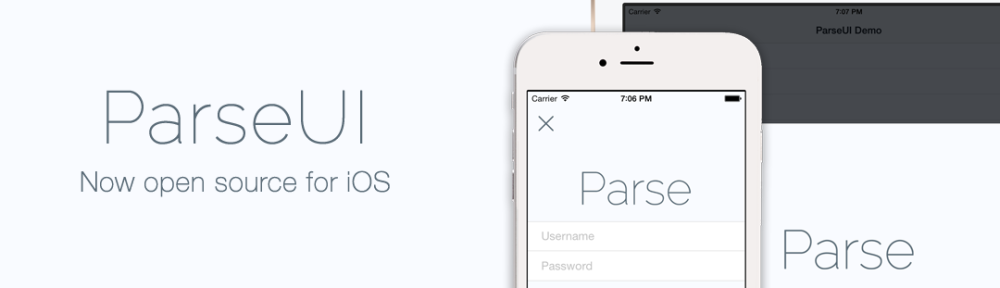 ParseUI
Now open source for iOS
Carrier
7:06 PM
Parse
Username
Password
Carrier
7:07 PM
ParseUI Demo
Parse